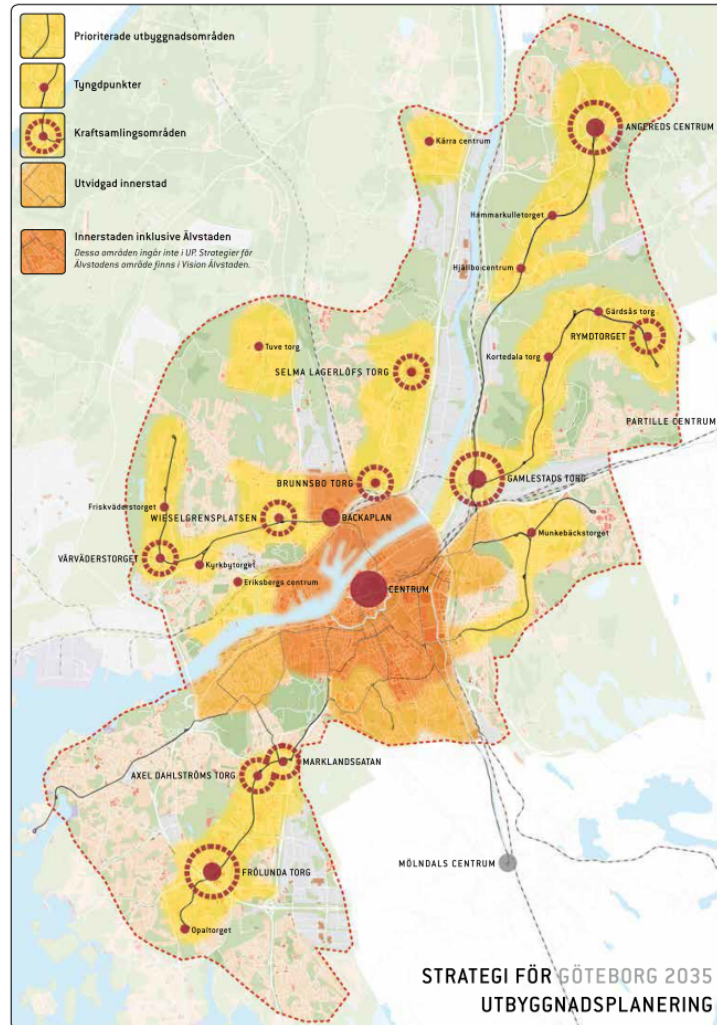 Prioriterade utbyggnadsområden
Tyngdpunkter
Kraftsamlingsområden
Utvidgad innerstad
Innerstaden inklusive Älvstaden
Dessa områden ingår inte i UP. Strategier för
Älvstadens område finns i Vision Älvstaden.
ANGEREDS CENTRUM
Kärra centrum
Hammarkulletorget
Hjällbo centrum
Gärdsås torg
RYMDTORGET
Tuve torg
Kortedala torg
SELMA LAGERLÖFS TORG
PARTILLE CENTRUM
BRUNNSBO TORG
GAMLESTADS TORG
Friskväderstorget
WIESELGRENSPLATSEN
BACKAPLAN
Munkebäckstorget
VÅRVÄDERSTORGET
Kyrkbytorget
Eriksbergs centrum
CENTRUM
MARKLANDSGATAN
AXEL DAHLSTRÖMS TORG
MÖLNDALS CENTRUM
FRÖLUNDA TORG
Opaltorget
STRATEGI FÖR GÖTEBORG 2035
UTBYGGNADSPLANERING